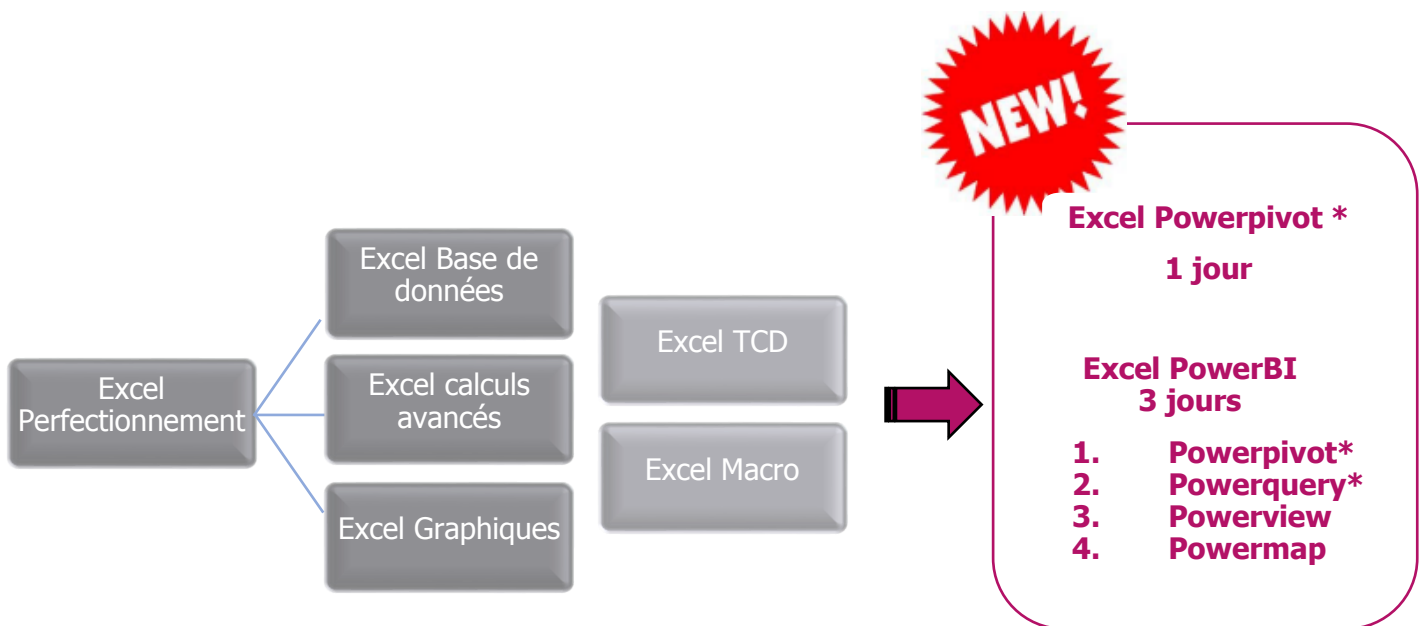 NEW!
Excel
Perfectionnement
Excel Base de
données
Excel calculs
avancés
Excel Graphiques
Excel TCD
Excel Macro
Excel Powerpivot *
1 jour
Excel PowerBI
3 jours
1. Powerpivot*
2. Powerquery*
3. Powerview
4. Powermap